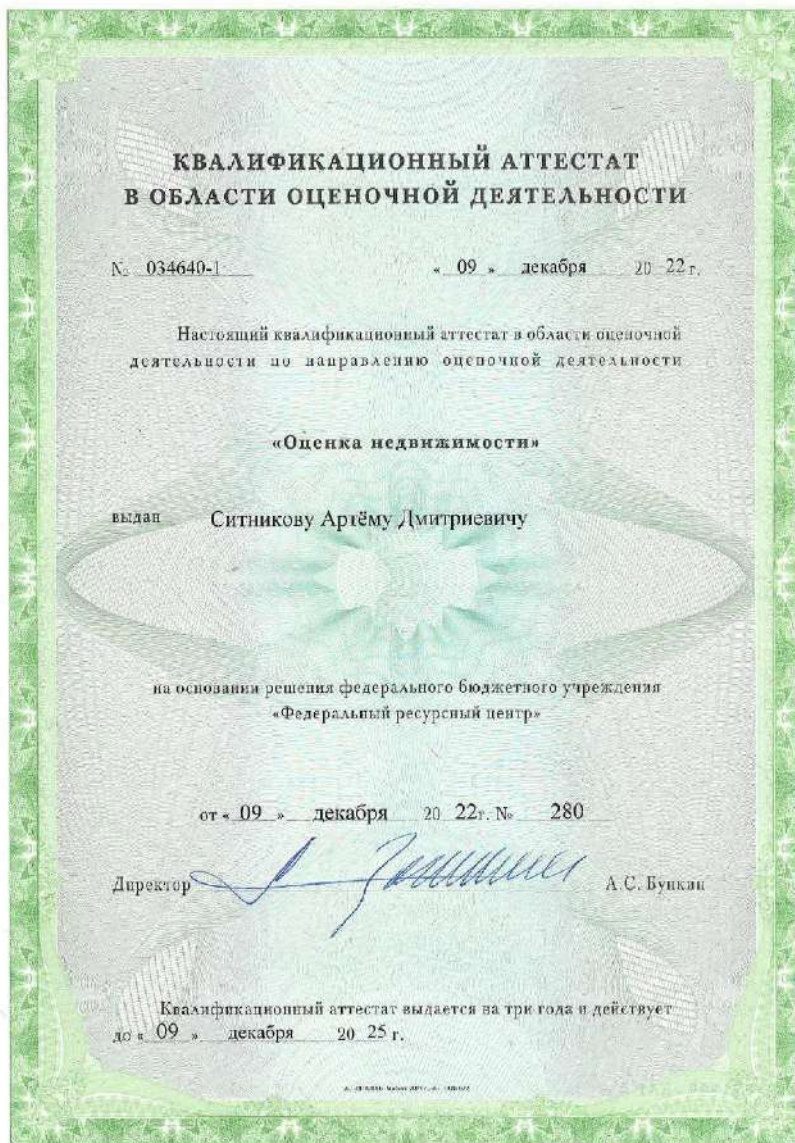 КВАЛИФИКАЦИОННЫЙ АТТЕСТАТ
В ОБЛАСТИ ОЦЕНОЧНОЙ ДЕЯТЕЛЬНОСТИ
№ 034640-1 « 09 » декабря 20 22 г.
Настоящий квалификационный аттестат в области оценочной
деятельности по направлению оценочной деятельности
«Оценка недвижимости»
выдан Ситникову Артёму Дмитриевичу
на основании решения федерального бюджетного учреждения
«Федеральный ресурсный центр»
от « 09 » декабря 20 22г. № 280
Директор А.С. Бункин
Квалификационный аттестат выдается на три года и действует
до « 09 » декабря 20 25 г.